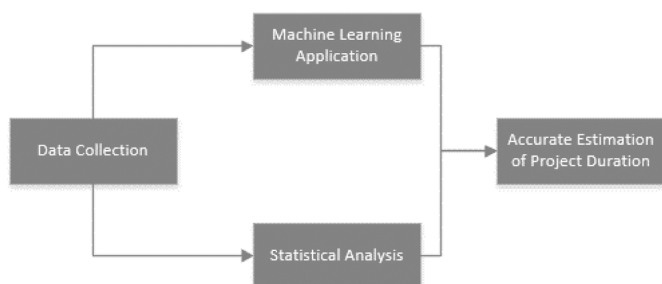 Machine Learning
Application
Data Collection
Accurate Estimation
of Project Duration
Statistical Analysis